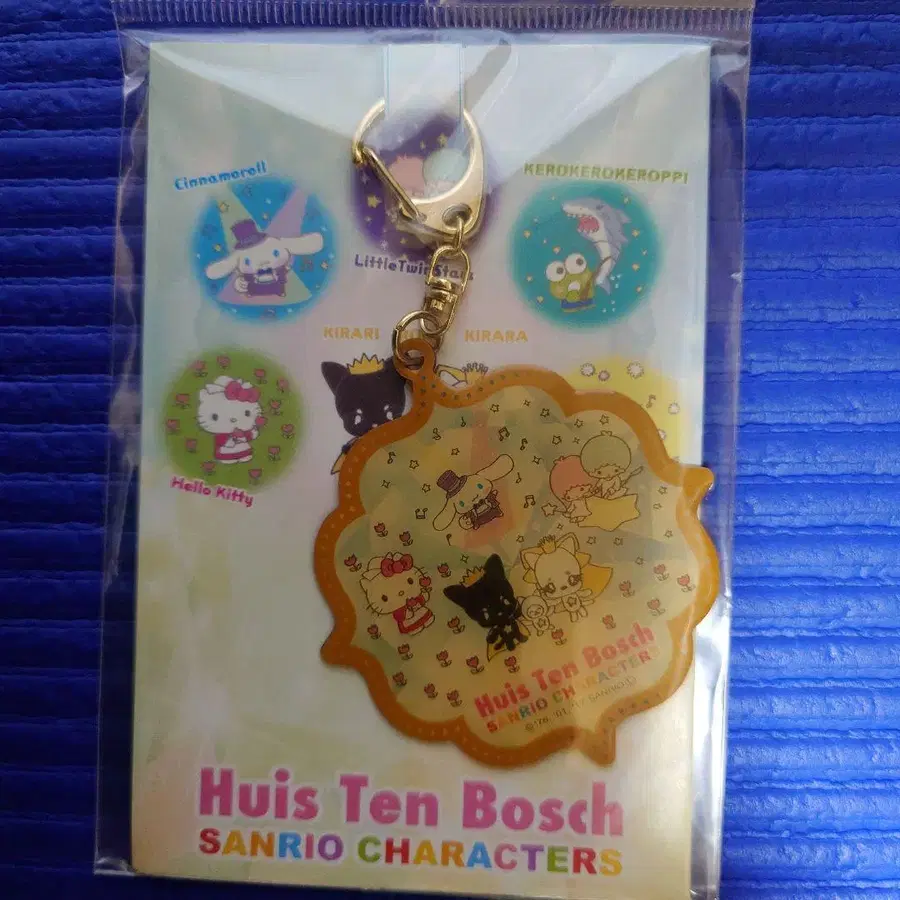 Cinnamoroll
KEROKEROKEROPPI
LittleTwinStars
KIRARI
KIRARA
Hello Kitty
Huis Ten Bosch
SANRIO CHARACTERS
Huis Ten Bosch
SANRIO CHARACTERS